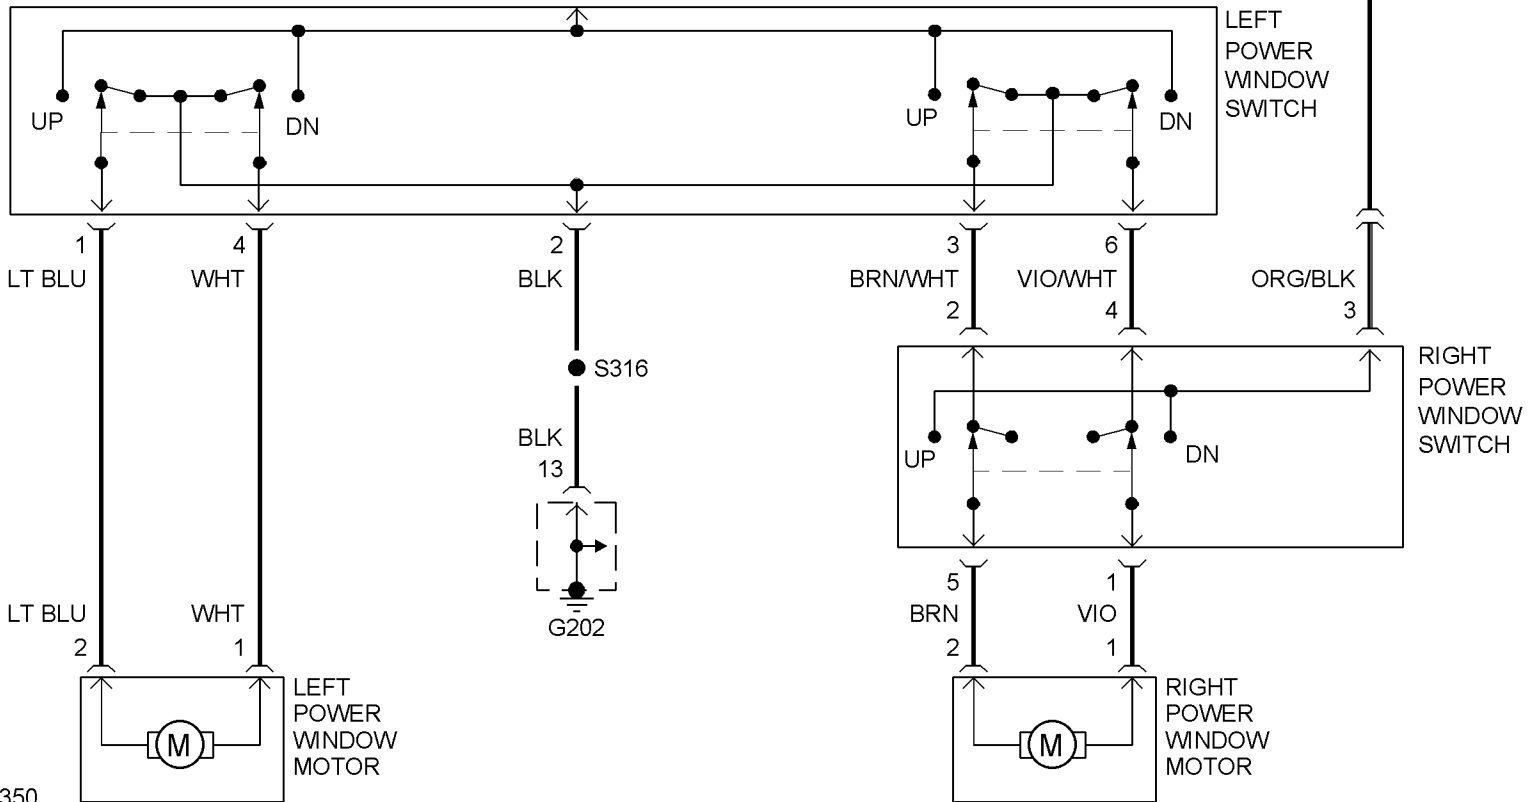 LEFT
POWER
WINDOW
SWITCH
UP
DN
UP
DN
1
4
2
3
6
LT BLU
WHT
BLK
BRN/WHT
VIO/WHT
ORG/BLK
2
4
3
S316
RIGHT
POWER
WINDOW
SWITCH
BLK
13
UP
DN
5
1
LT BLU
WHT
G202
BRN
VIO
2
1
2
1
LEFT
POWER
WINDOW
MOTOR
M
RIGHT
POWER
WINDOW
MOTOR
M
350